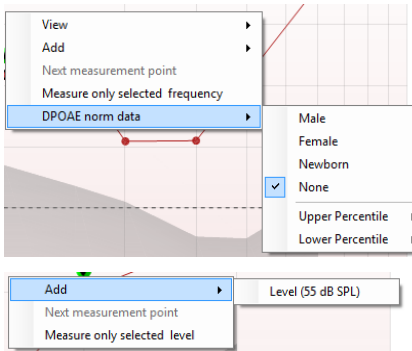 View
Add
Next measurement point
Measure only selected frequency
DPOAE norm data
Male
Female
Newborn
None
Upper Percentile
Lower Percentile
Add
Level (55 dB SPL)
Next measurement point
Measure only selected level